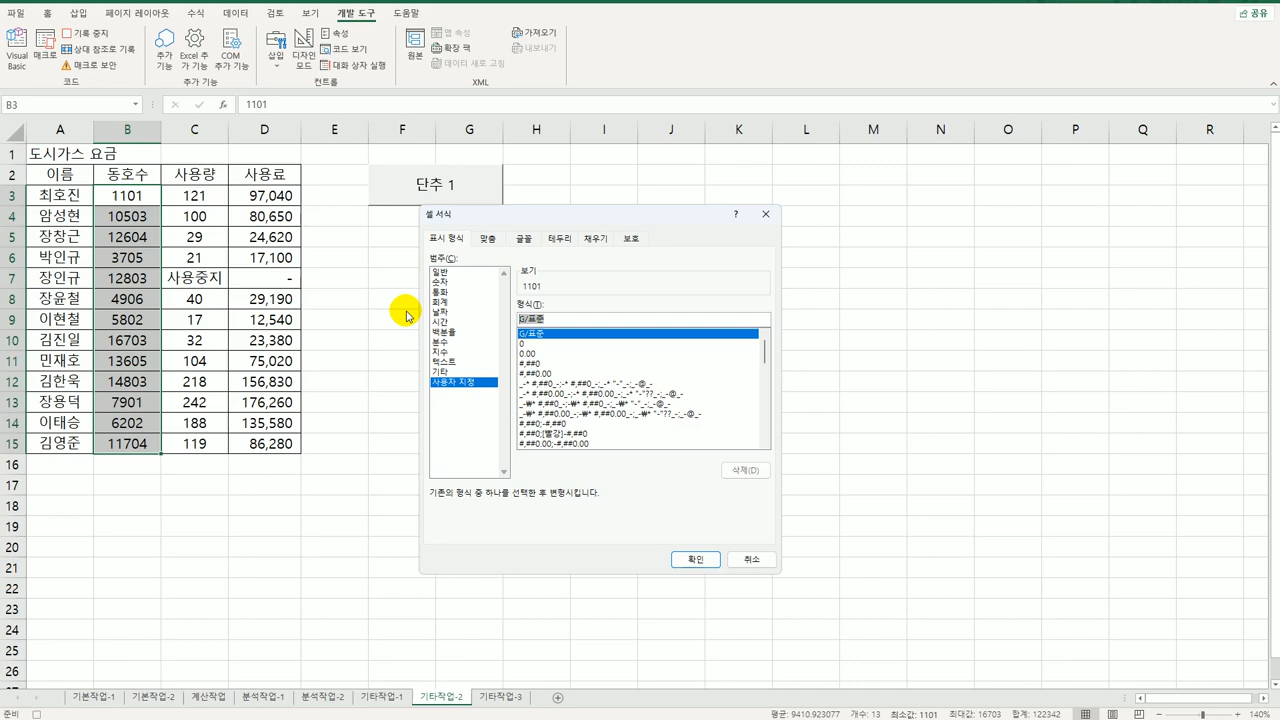 파일 홈 삽입 페이지 레이아웃 수식 데이터 검토 보기 개발 도구 도움말 공유
Visual Basic 매크로 기록 중지 상대 참조로 기록 매크로 보안 코드
추가 기능 Excel 추가 기능 COM 추가 기능 추가 기능
삽입 디자인 모드 속성 코드 보기 대화 상자 실행 컨트롤
원본 맵 속성 확장 팩 데이터 새로 고침 가져오기 내보내기 XML
B3 fx 1101
A B C D E F G H I J K L M N O P Q R
1 도시가스 요금
2 이름 동호수 사용량 사용료
3 최호진 1101 121 97,040
4 암성현 10503 100 80,650
5 장창근 12604 29 24,620
6 박인규 3705 21 17,100
7 장인규 12803 사용중지 -
8 장윤철 4906 40 29,190
9 이현철 5802 17 12,540
10 김진일 16703 32 23,380
11 민재호 13605 104 75,020
12 김한욱 14803 218 156,830
13 장용덕 7901 242 176,260
14 이태승 6202 188 135,580
15 김영준 11704 119 86,280
16
17
18
19
20
21
22
23
24
25
26
단추 1
셀 서식 ?
표시 형식 맞춤 글꼴 테두리 채우기 보호
범주(C):
일반
숫자
통화
회계
날짜
시간
백분율
분수
지수
텍스트
기타
사용자 지정
보기
1101
형식(T):
G/표준
G/표준
0
0.00
#,##0
#,##0.00
_-* #,##0_-;-* #,##0_-;_-* "-"_-;_-@_-
_-* #,##0.00_-;-* #,##0.00_-;_-* "-"??_-;_-@_-
_-₩* #,##0_-;-₩* #,##0_-;_-₩* "-"_-;_-@_-
_-₩* #,##0.00_-;-₩* #,##0.00_-;_-₩* "-"??_-;_-@_-
#,##0;-#,##0
#,##0;[빨강]-#,##0
#,##0.00;-#,##0.00
삭제(D)
기존의 형식 중 하나를 선택한 후 변형시킵니다.
확인 취소
기본작업-1 기본작업-2 계산작업 분석작업-1 분석작업-2 기타작업-1 기타작업-2 기타작업-3
준비 평균: 9410.923077 개수: 13 최소값: 1101 최대값: 16703 합계: 122342 140%